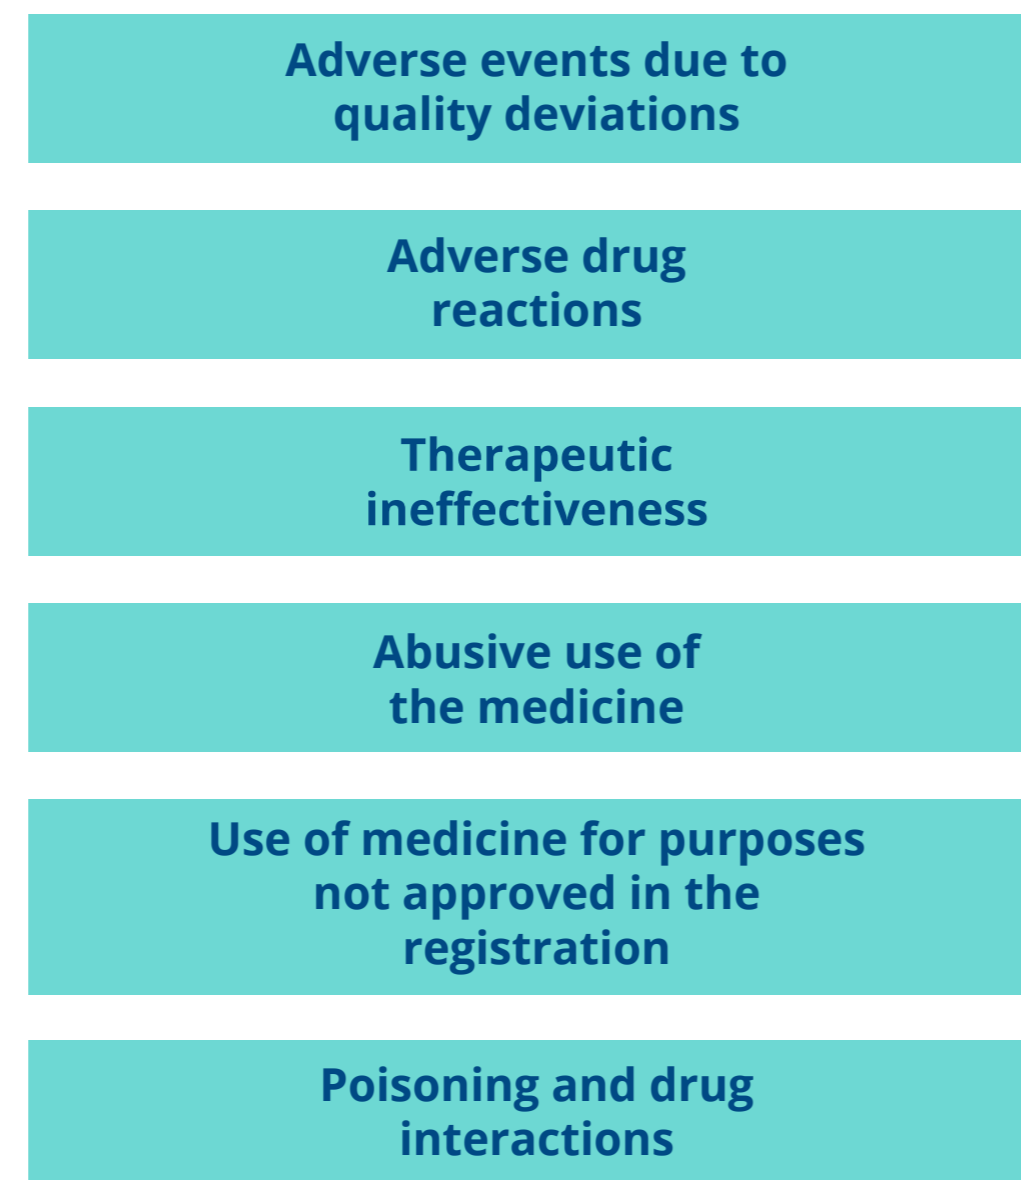 Adverse events due to
quality deviations
Adverse drug
reactions
Therapeutic
ineffectiveness
Abusive use of
the medicine
Use of medicine for purposes
not approved in the
registration
Poisoning and drug
interactions